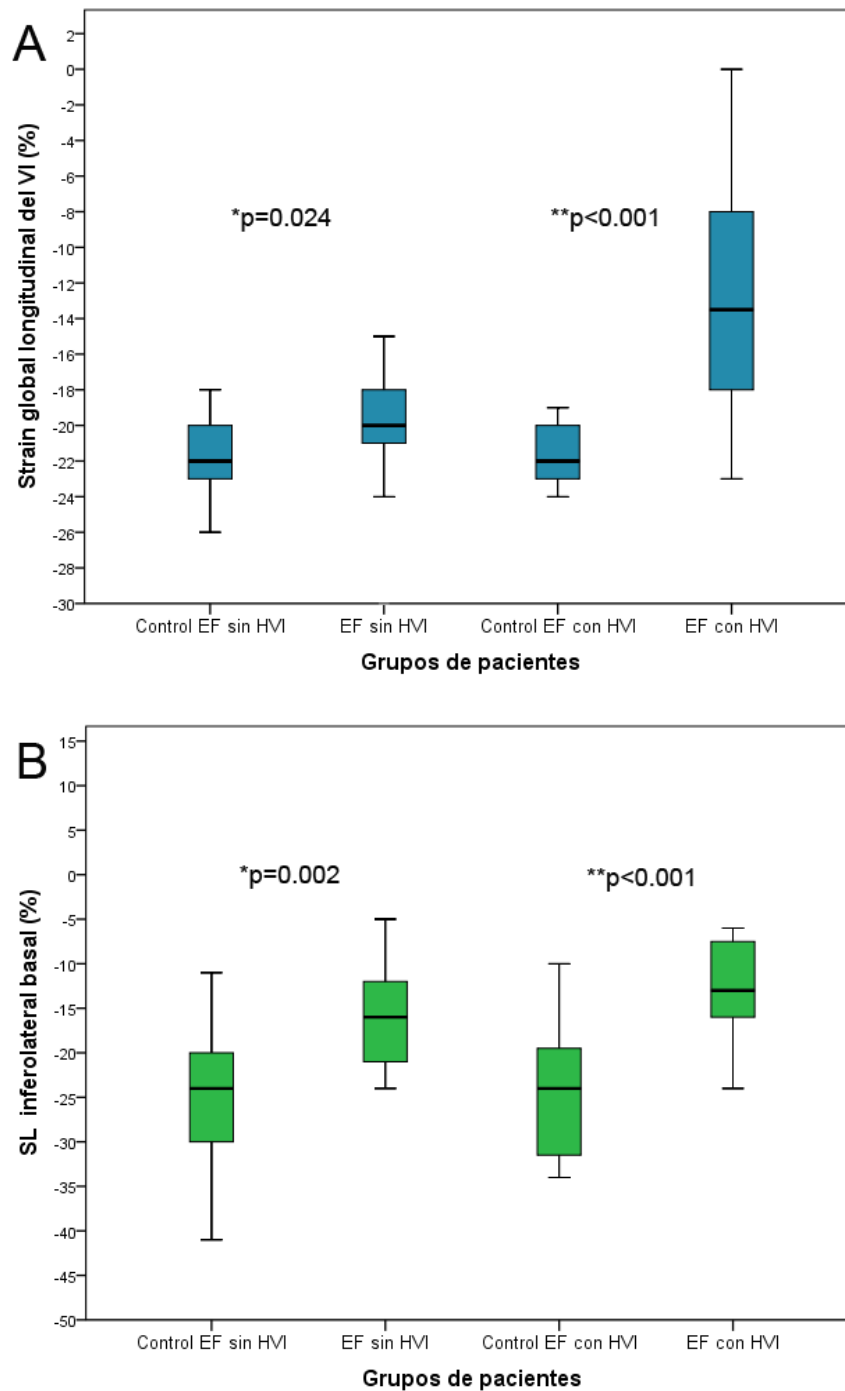 A
Strain global longitudinal del VI (%)
2
0
-2
-4
-6
-8
-10
-12
-14
-16
-18
-20
-22
-24
-26
-28
-30
*p=0.024
**p<0.001
Control EF sin HVI
EF sin HVI
Control EF con HVI
EF con HVI
Grupos de pacientes
B
SL inferolateral basal (%)
15
10
5
0
-5
-10
-15
-20
-25
-30
-35
-40
-45
-50
*p=0.002
**p<0.001
Control EF sin HVI
EF sin HVI
Control EF con HVI
EF con HVI
Grupos de pacientes